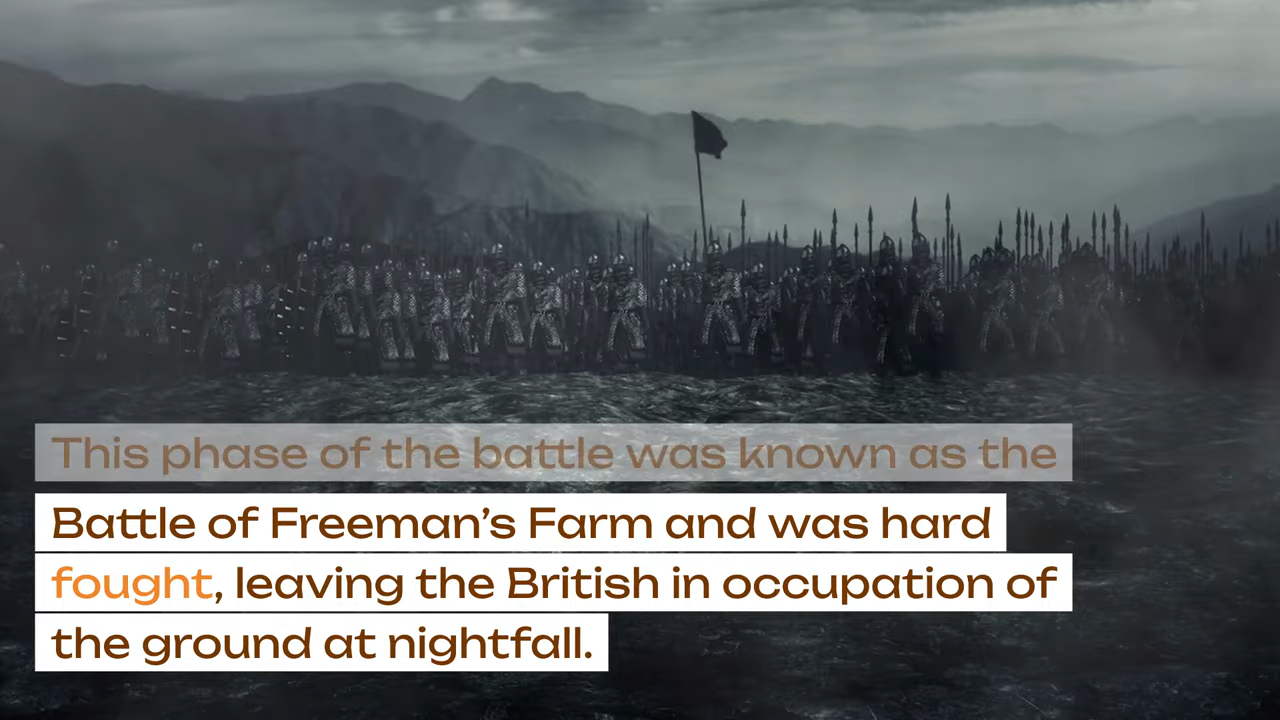 This phase of the battle was known as the
Battle of Freeman’s Farm and was hard
fought, leaving the British in occupation of
the ground at nightfall.